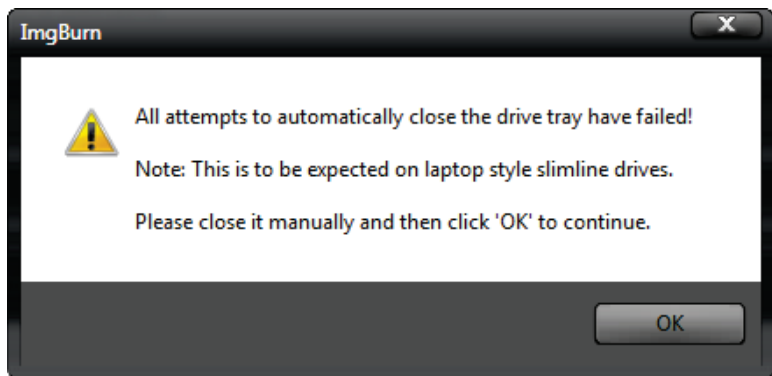 ImgBurn
X
All attempts to automatically close the drive tray have failed!
Note: This is to be expected on laptop style slimline drives.
Please close it manually and then click 'OK' to continue.
OK